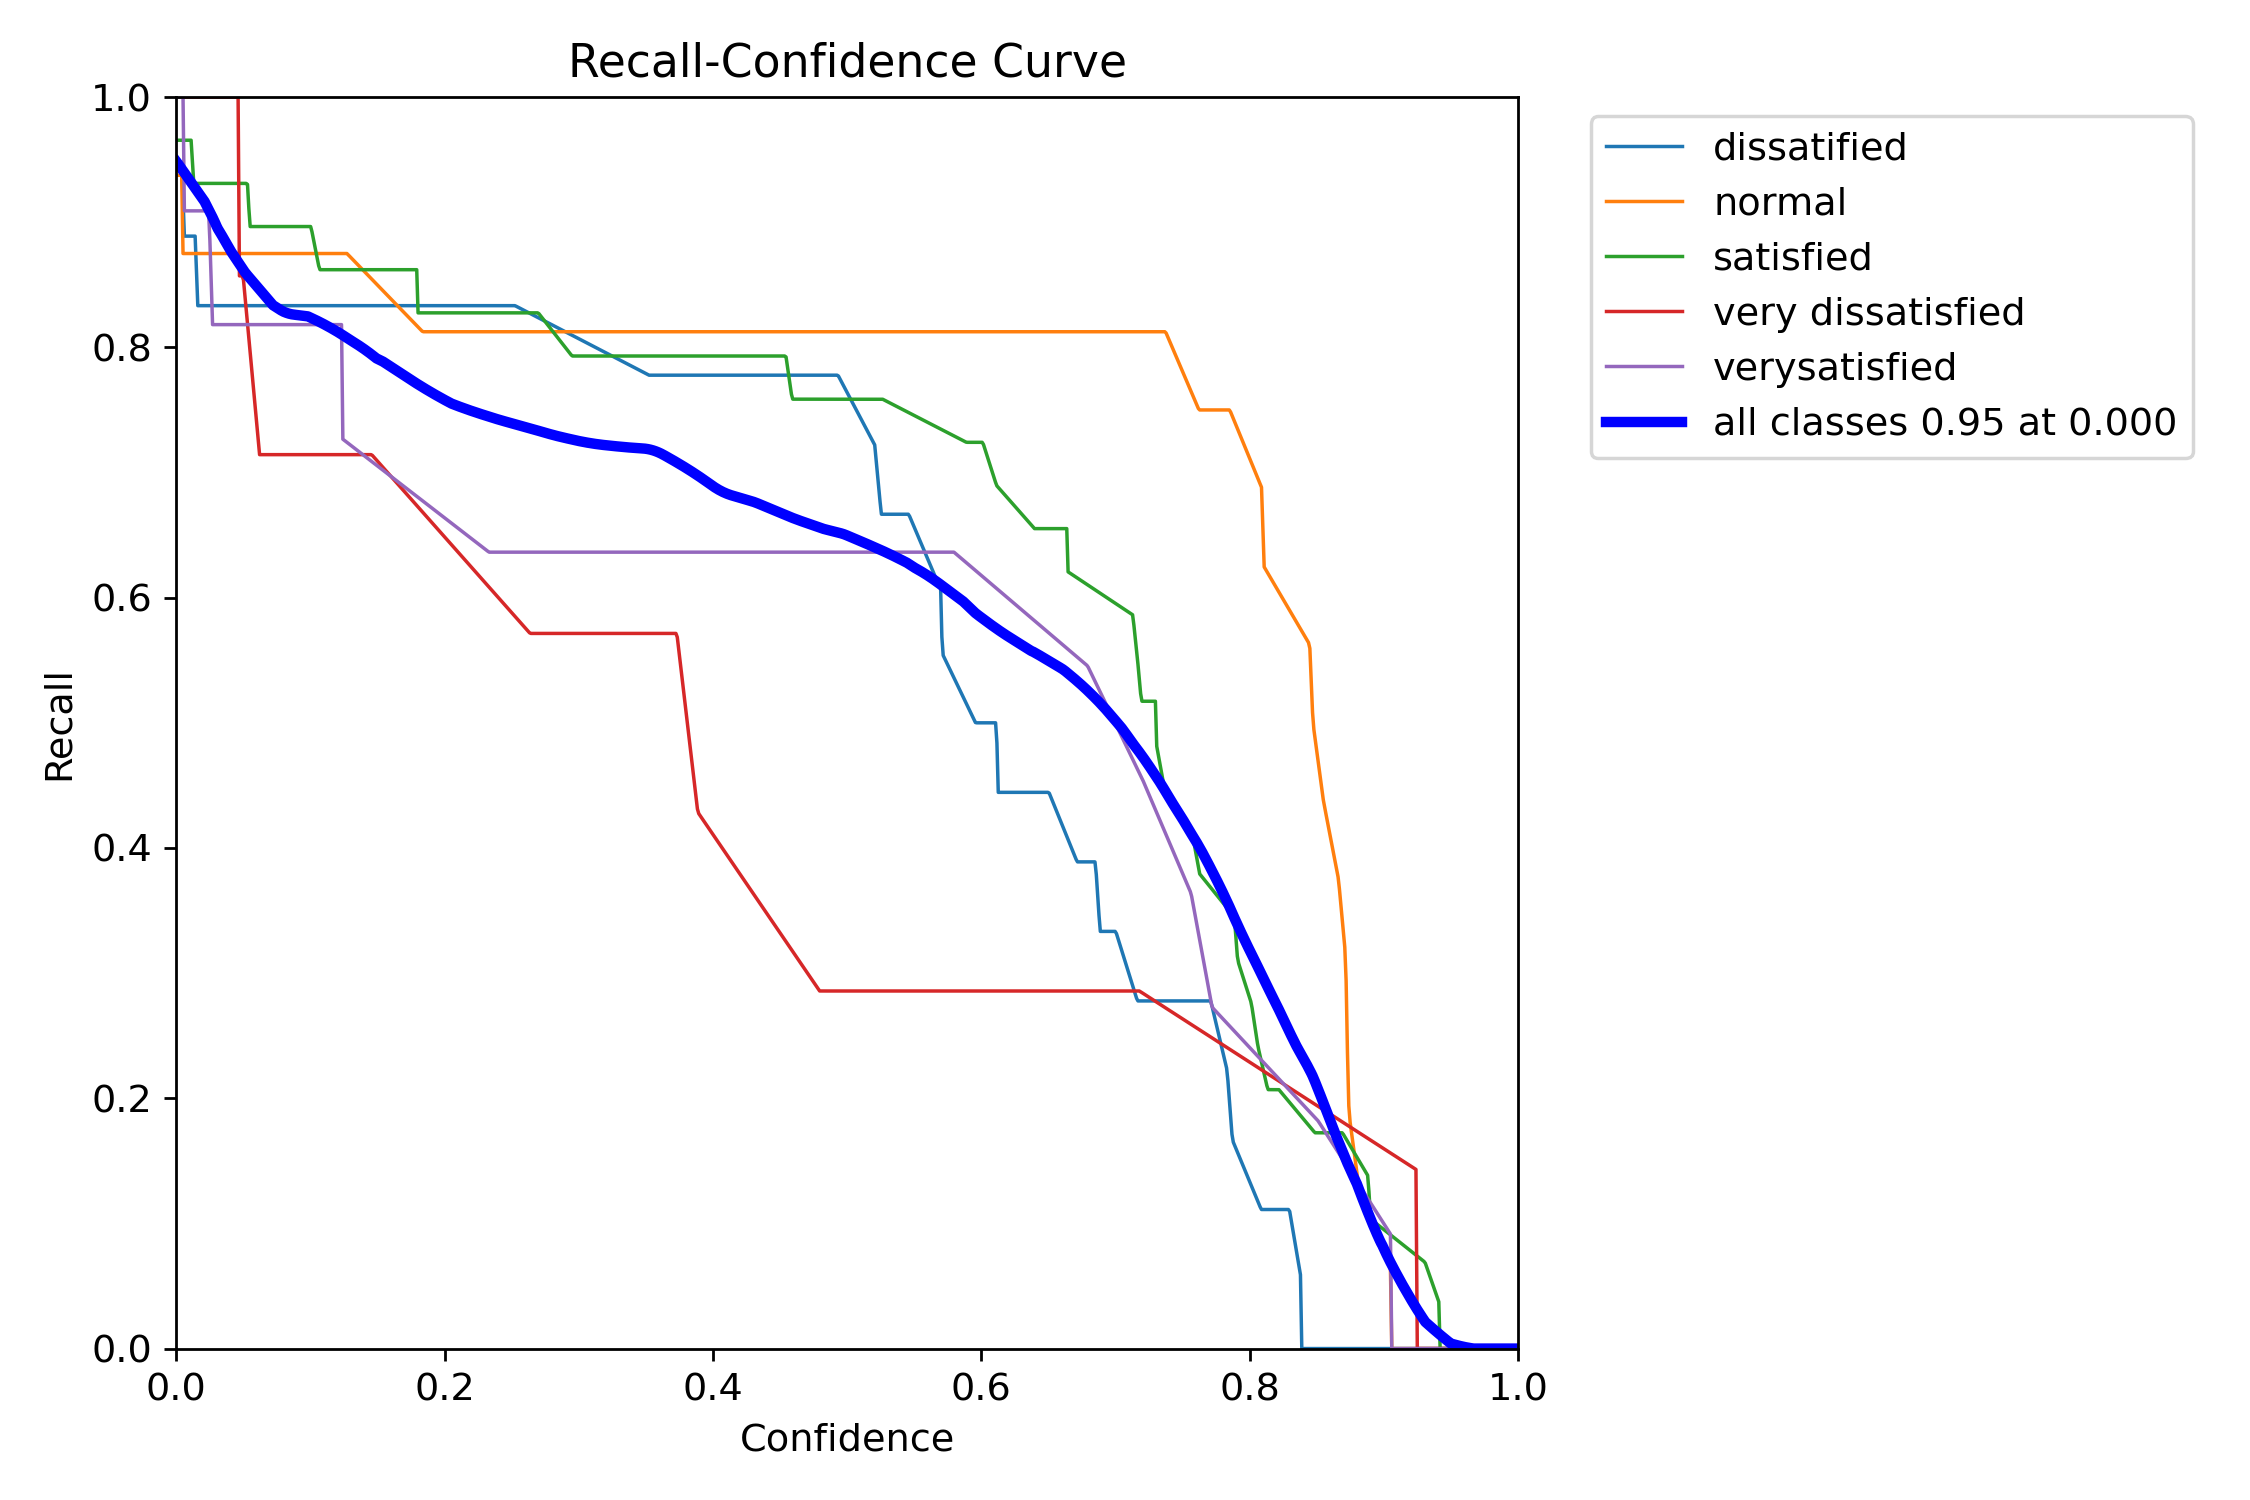 Recall-Confidence Curve
1.0
0.8
0.6
0.4
0.2
0.0
Recall
0.0 0.2 0.4 0.6 0.8 1.0
Confidence
dissatified
normal
satisfied
very dissatisfied
verysatisfied
all classes 0.95 at 0.000